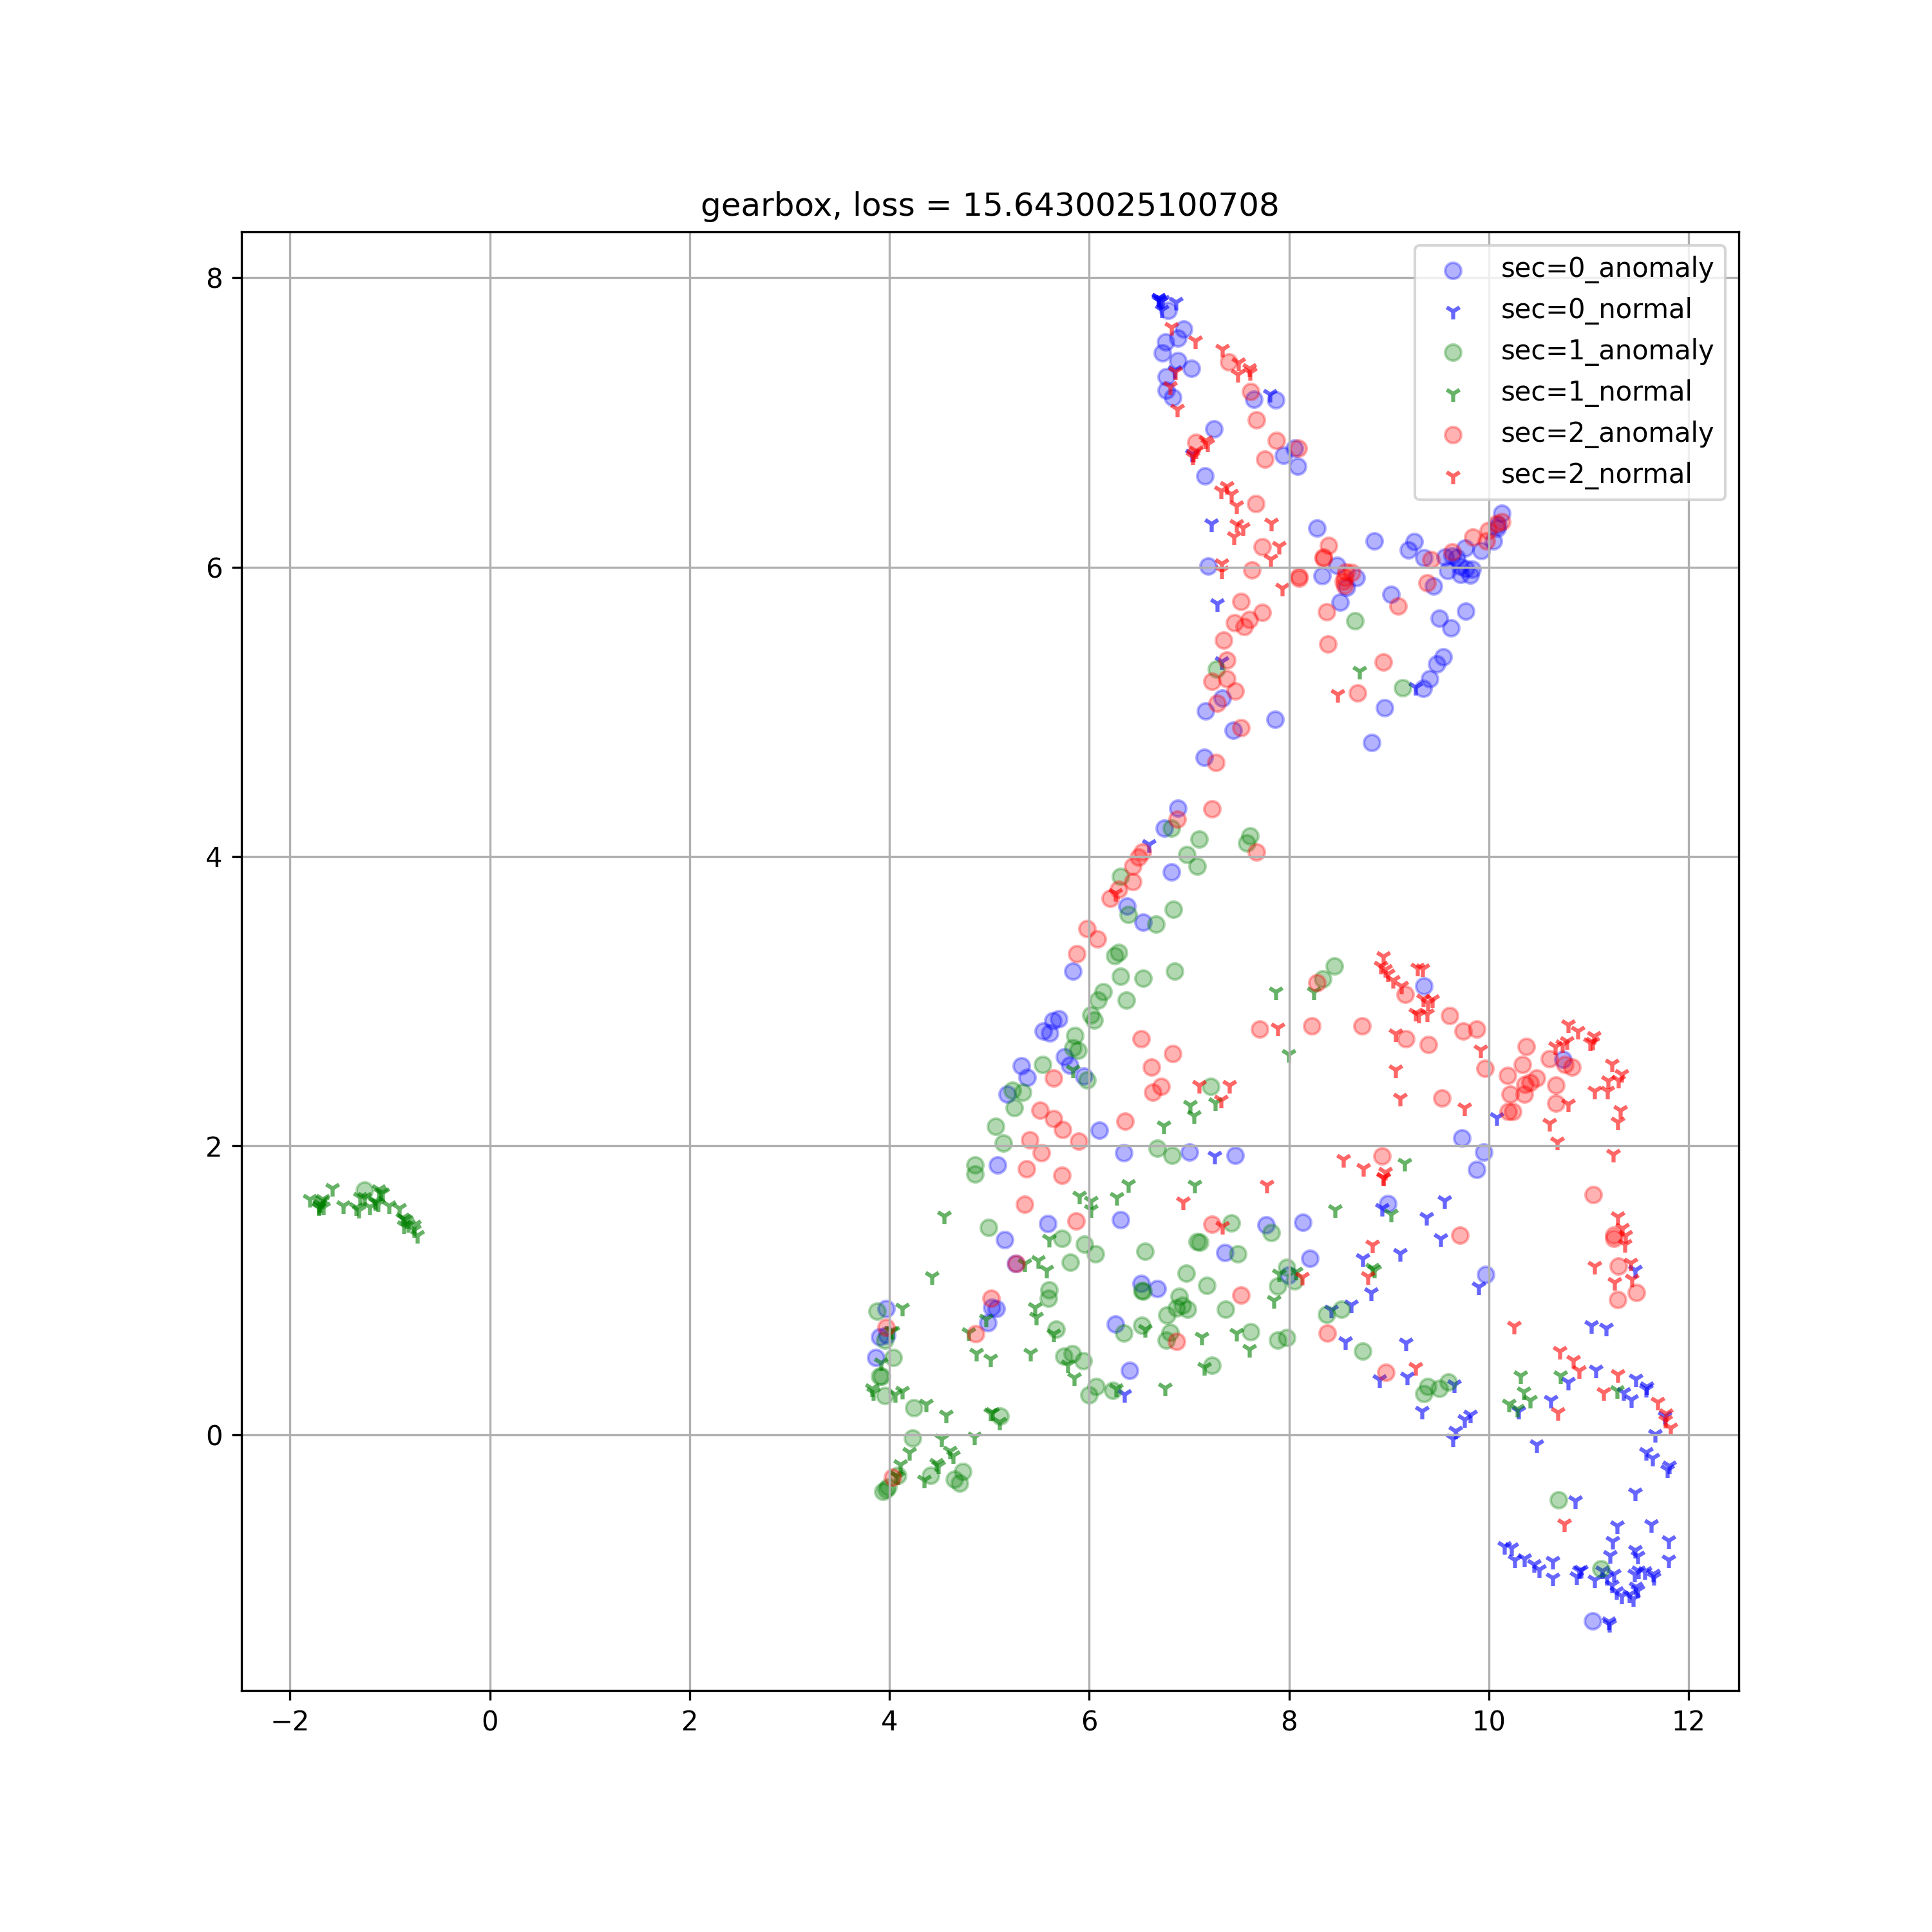 gearbox, loss = 15.6430025100708
sec=0_anomaly
sec=0_normal
sec=1_anomaly
sec=1_normal
sec=2_anomaly
sec=2_normal
8
6
4
2
0
−2 0 2 4 6 8 10 12